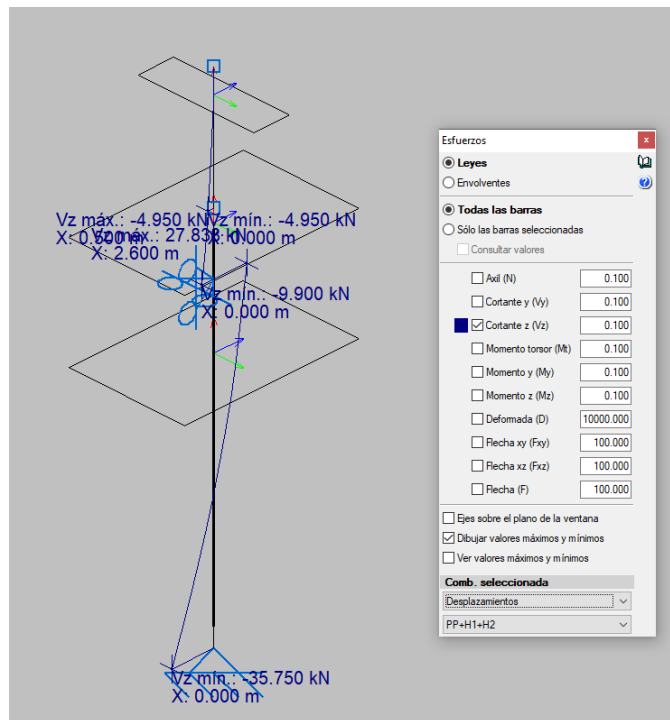 Vz máx.: -4.950 kN
Vz mín.: -4.950 kN
X: 0.000 m
Vz máx.: 27.838 kN
X: 2.600 m
Vz mín.: -9.900 kN
X: 0.000 m
Vz mín.: -35.750 kN
X: 0.000 m
Esfuerzos
x
Leyes
Envolventes
Todas las barras
Sólo las barras seleccionadas
Consultar valores
Axil (N) 0.100
Cortante y (Vy) 0.100
Cortante z (Vz) 0.100
Momento torsor (Mt) 0.100
Momento y (My) 0.100
Momento z (Mz) 0.100
Deformada (D) 10000.000
Flecha xy (Fxy) 100.000
Flecha xz (Fxz) 100.000
Flecha (F) 100.000
Ejes sobre el plano de la ventana
Dibujar valores máximos y mínimos
Ver valores máximos y mínimos
Comb. seleccionada
Desplazamientos
PP+H1+H2